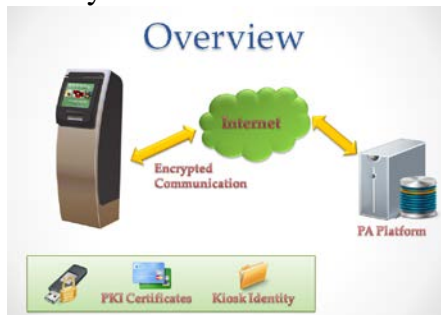 Overview
Internet
Encrypted
Communication
PA Platform
PKI Certificates
Kiosk Identity